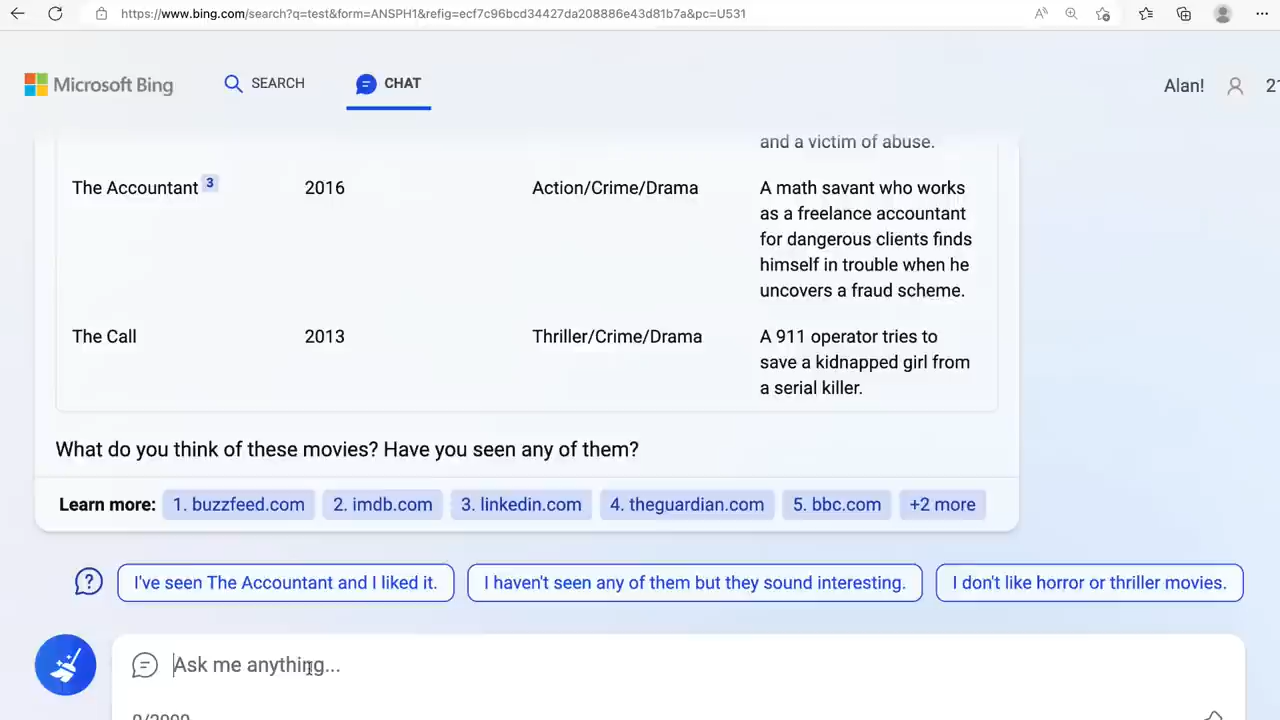 https://www.bing.com/search?q=test&form=ANSPH1&refig=ecf7c96bcd34427da208886e43d81b7a&pc=U531
Microsoft Bing
SEARCH
CHAT
Alan!
and a victim of abuse.
The Accountant 3
2016
Action/Crime/Drama
A math savant who works
as a freelance accountant
for dangerous clients finds
himself in trouble when he
uncovers a fraud scheme.
The Call
2013
Thriller/Crime/Drama
A 911 operator tries to
save a kidnapped girl from
a serial killer.
What do you think of these movies? Have you seen any of them?
Learn more: 1. buzzfeed.com 2. imdb.com 3. linkedin.com 4. theguardian.com 5. bbc.com +2 more
I've seen The Accountant and I liked it.
I haven't seen any of them but they sound interesting.
I don't like horror or thriller movies.
Ask me anything...